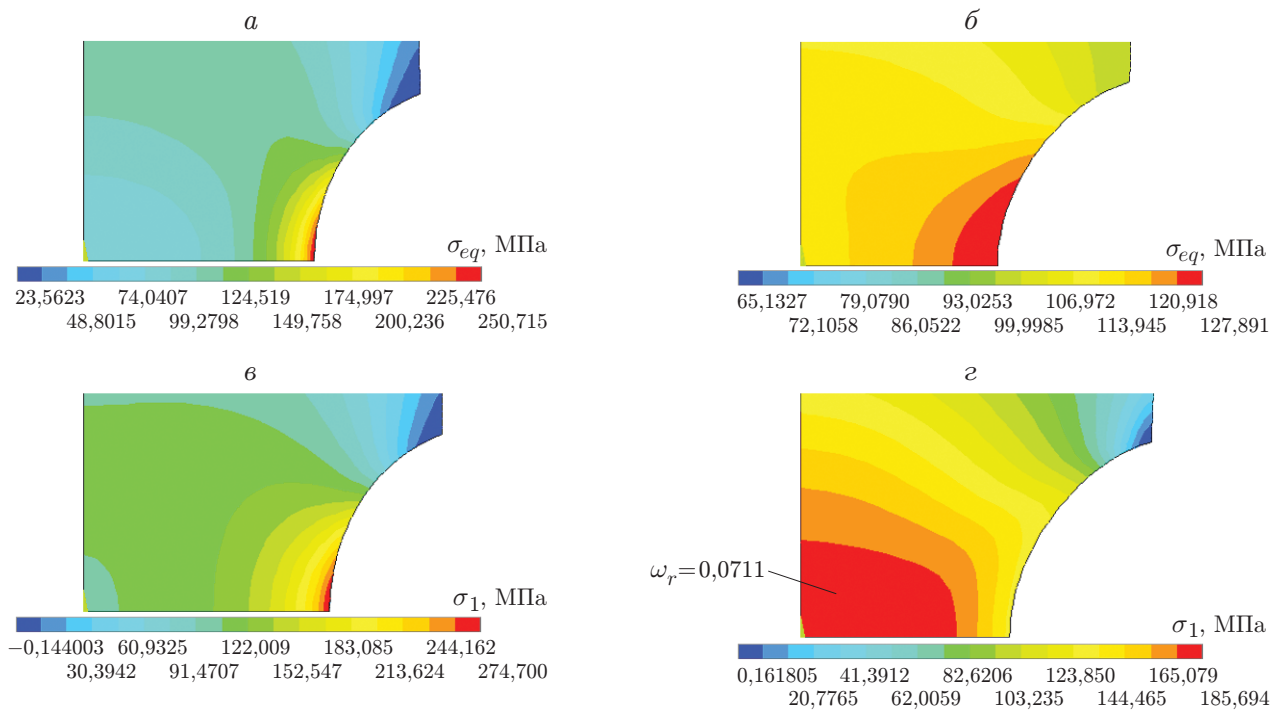 а
б
σeq, МПа
23,5623 74,0407 124,519 174,997 225,476
48,8015 99,2798 149,758 200,236 250,715
σeq, МПа
65,1327 79,0790 93,0253 106,972 120,918
72,1058 86,0522 99,9985 113,945 127,891
в
г
σ1, МПа
−0,144003 60,9325 122,009 183,085 244,162
30,3942 91,4707 152,547 213,624 274,700
ωr=0,0711
σ1, МПа
0,161805 41,3912 82,6206 123,850 165,079
20,7765 62,0059 103,235 144,465 185,694